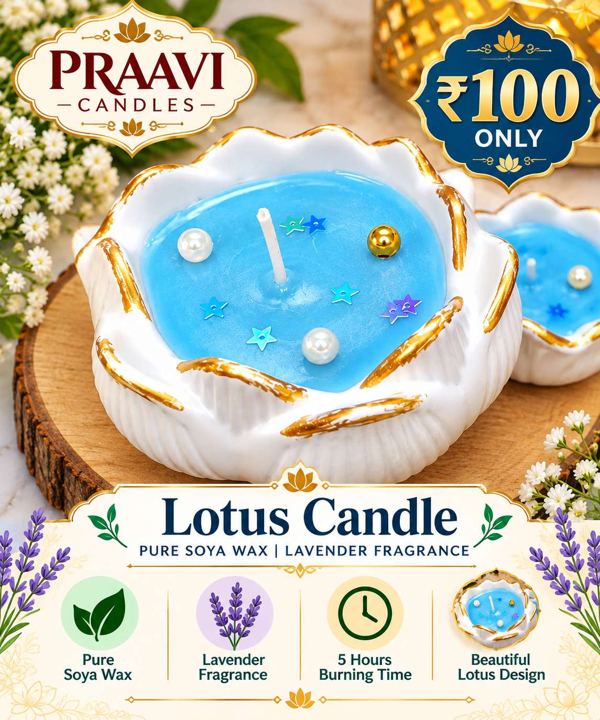 PRAAVI
CANDLES
₹100
ONLY
Lotus Candle
PURE SOYA WAX | LAVENDER FRAGRANCE
Pure
Soya Wax
Lavender
Fragrance
5 Hours
Burning Time
Beautiful
Lotus Design